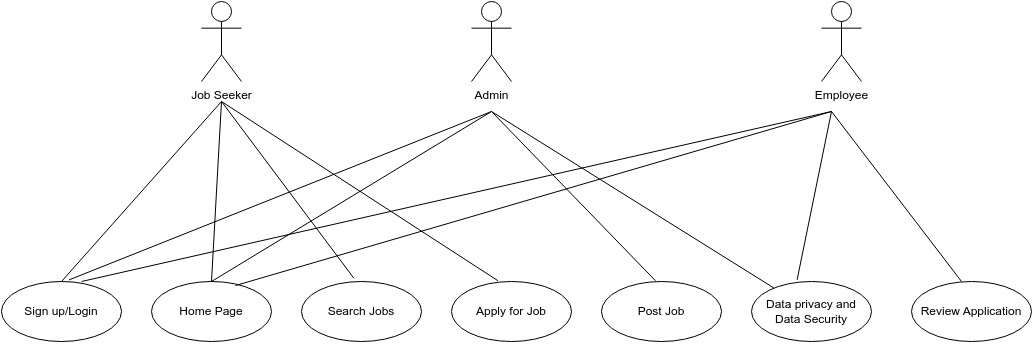 Job Seeker
Admin
Employee
Sign up/Login
Home Page
Search Jobs
Apply for Job
Post Job
Data privacy and
Data Security
Review Application